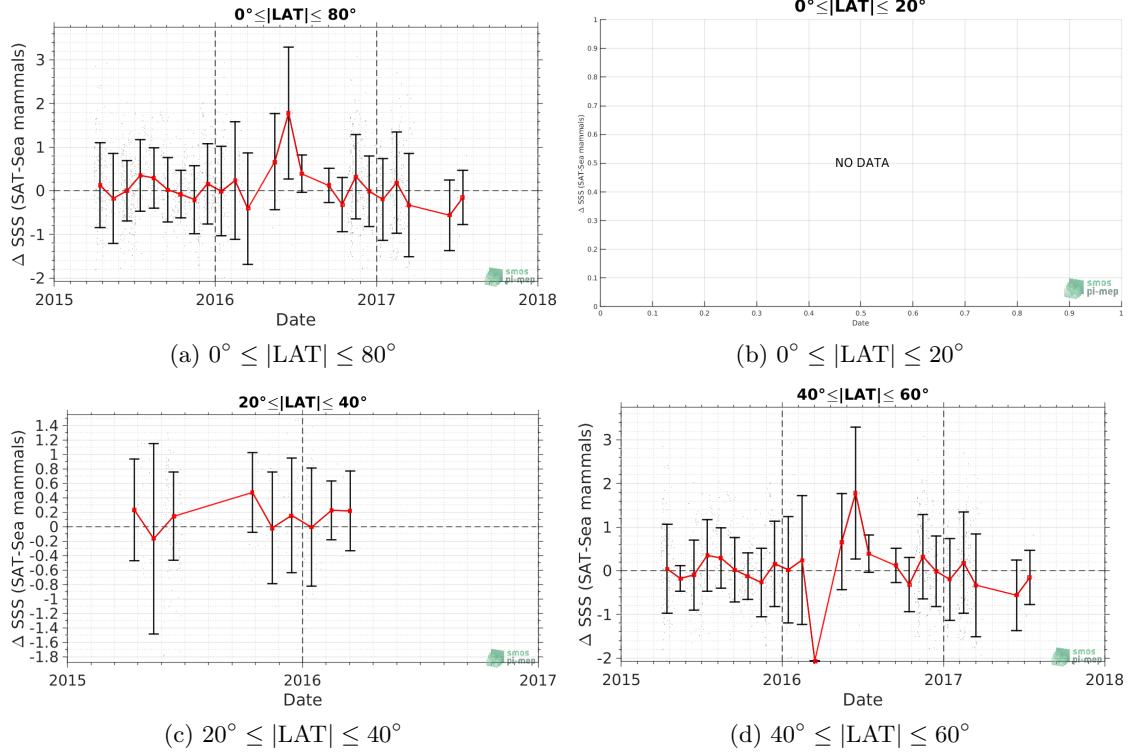 0°≤|LAT|≤ 80°
Δ SSS (SAT-Sea mammals)
3
2
1
0
-1
-2
2015
2016
2017
2018
Date
smos
pi-mep
(a) 0° ≤ |LAT| ≤ 80°
0°≤|LAT|≤ 20°
Δ SSS (SAT-Sea mammals)
1
0.9
0.8
0.7
0.6
0.5
0.4
0.3
0.2
0.1
0
NO DATA
0
0.1
0.2
0.3
0.4
0.5
0.6
0.7
0.8
0.9
1
Date
smos
pi-mep
(b) 0° ≤ |LAT| ≤ 20°
20°≤|LAT|≤ 40°
Δ SSS (SAT-Sea mammals)
1.4
1.2
1
0.8
0.6
0.4
0.2
0
-0.2
-0.4
-0.6
-0.8
-1
-1.2
-1.4
-1.6
-1.8
2015
2016
2017
Date
smos
pi-mep
(c) 20° ≤ |LAT| ≤ 40°
40°≤|LAT|≤ 60°
Δ SSS (SAT-Sea mammals)
3
2
1
0
-1
-2
2015
2016
2017
2018
Date
smos
pi-mep
(d) 40° ≤ |LAT| ≤ 60°